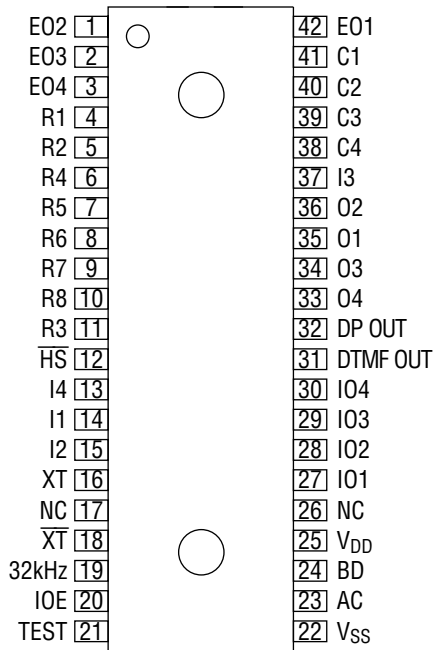 EO2 1 42 EO1
EO3 2 41 C1
EO4 3 40 C2
R1 4 39 C3
R2 5 38 C4
R4 6 37 I3
R5 7 36 O2
R6 8 35 O1
R7 9 34 O3
R8 10 33 O4
R3 11 32 DP OUT
HS 12 31 DTMF OUT
I4 13 30 IO4
I1 14 29 IO3
I2 15 28 IO2
XT 16 27 IO1
NC 17 26 NC
XT 18 25 VDD
32kHz 19 24 BD
IOE 20 23 AC
TEST 21 22 VSS